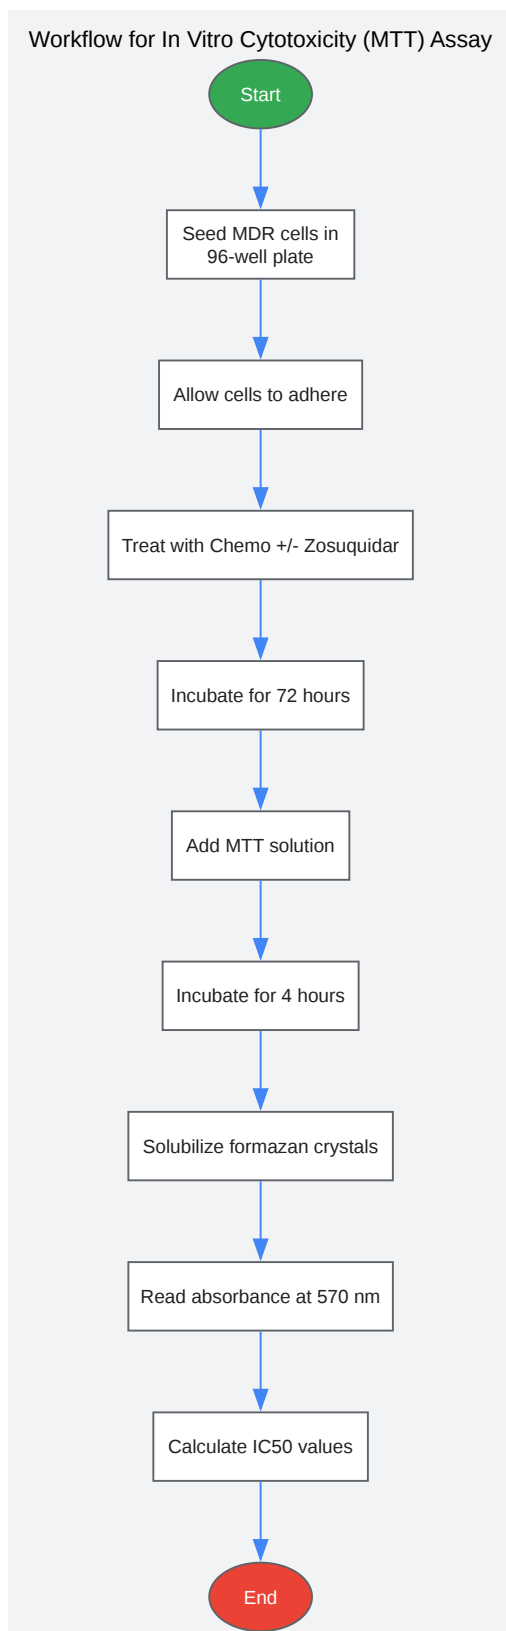 Workflow for In Vitro Cytotoxicity (MTT) Assay
Start
Seed MDR cells in
96-well plate
Allow cells to adhere
Treat with Chemo +/- Zosuquidar
Incubate for 72 hours
Add MTT solution
Incubate for 4 hours
Solubilize formazan crystals
Read absorbance at 570 nm
Calculate IC50 values
End